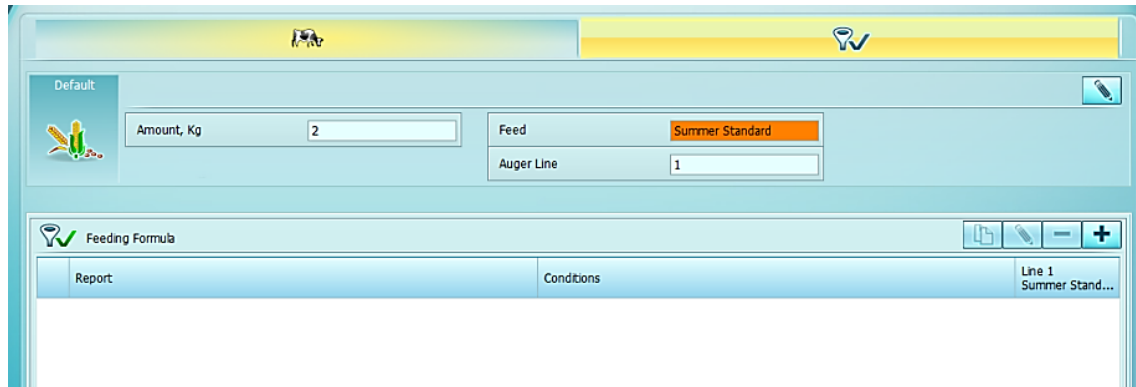 Default
Amount, Kg 2 Feed Summer Standard
Auger Line 1
Feeding Formula
Report Conditions Line 1
Summer Stand...